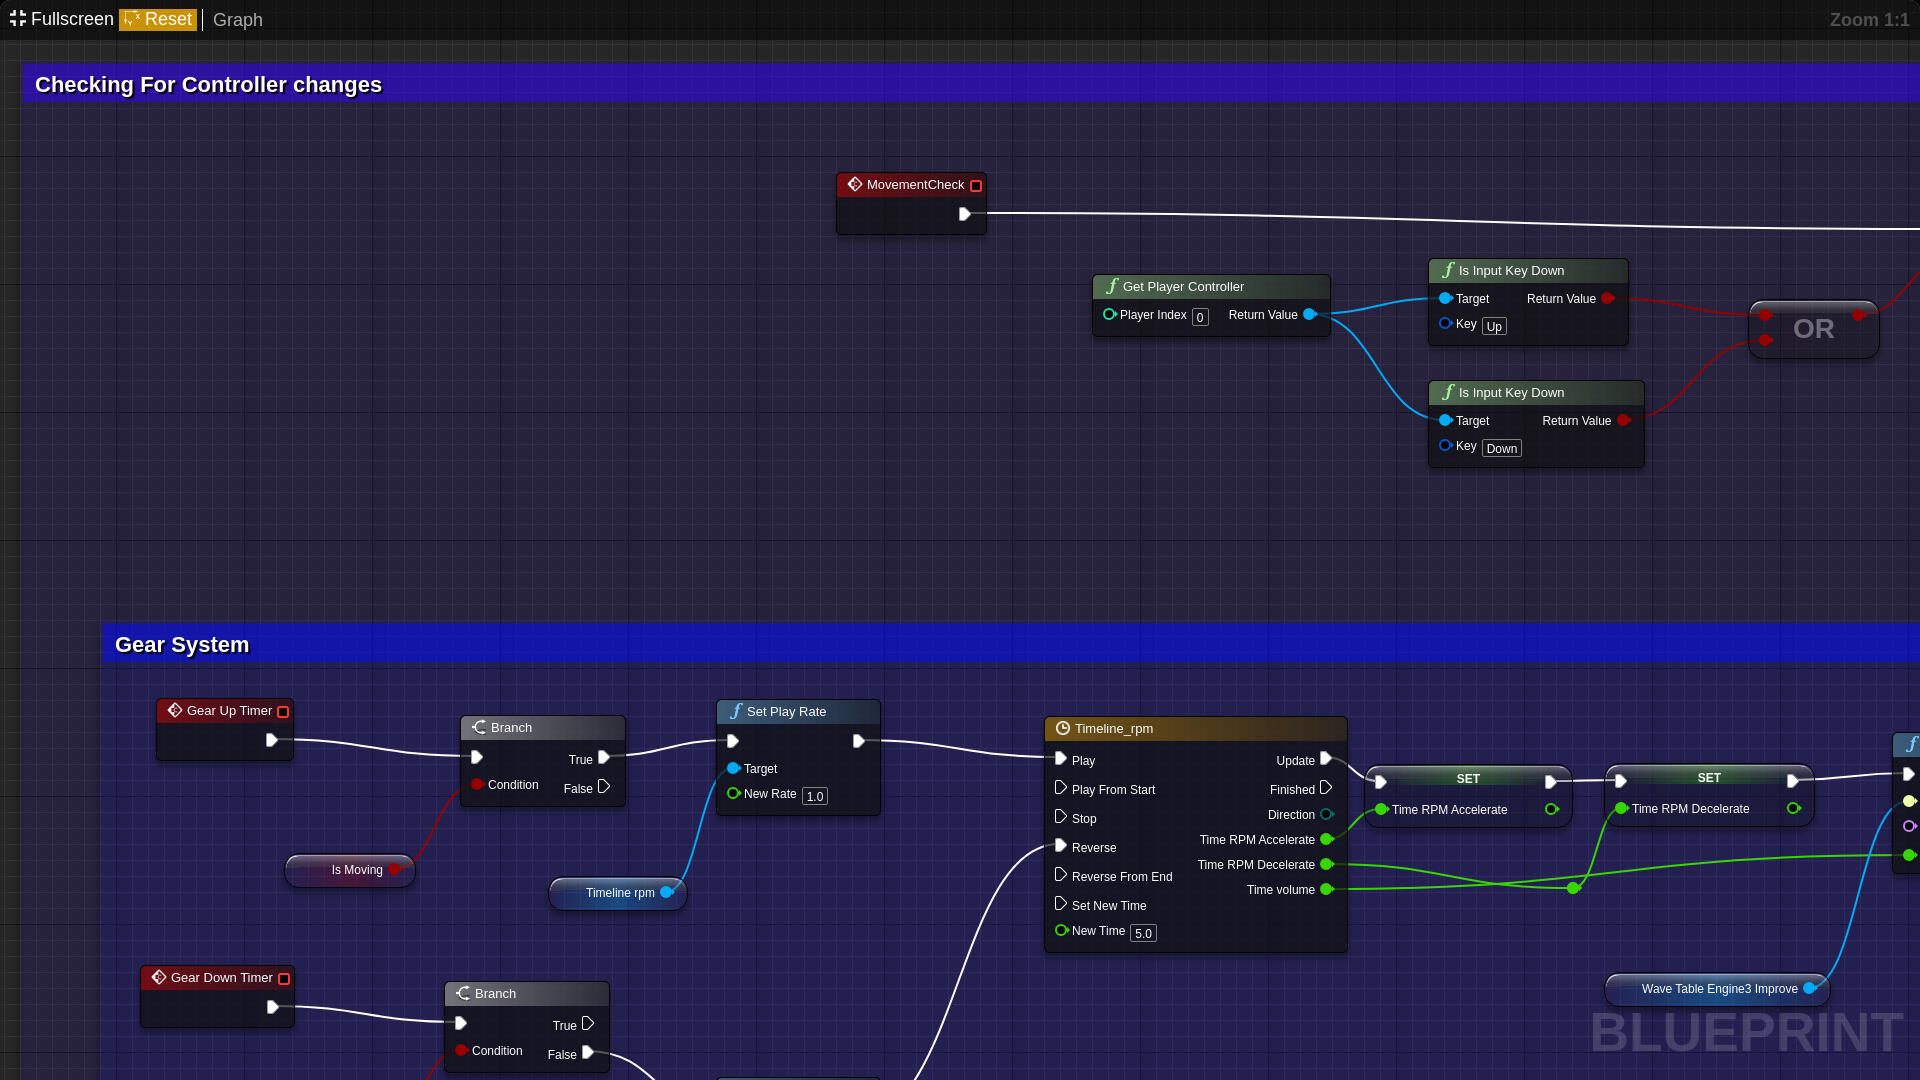 Fullscreen Reset Graph Zoom 1:1
Checking For Controller changes
MovementCheck
Get Player Controller
Player Index 0 Return Value
Is Input Key Down
Target Return Value
Key Up
OR
Is Input Key Down
Target Return Value
Key Down
Gear System
Gear Up Timer
Branch
True
Condition False
Is Moving
Set Play Rate
Target
New Rate 1.0
Timeline rpm
Timeline_rpm
Play Update
Play From Start Finished
Stop Direction
Reverse Time RPM Accelerate
Reverse From End Time RPM Decelerate
Set New Time Time volume
New Time 5.0
SET
Time RPM Accelerate
SET
Time RPM Decelerate
Wave Table Engine3 Improve
Gear Down Timer
Branch
True
Condition False
BLUEPRINT